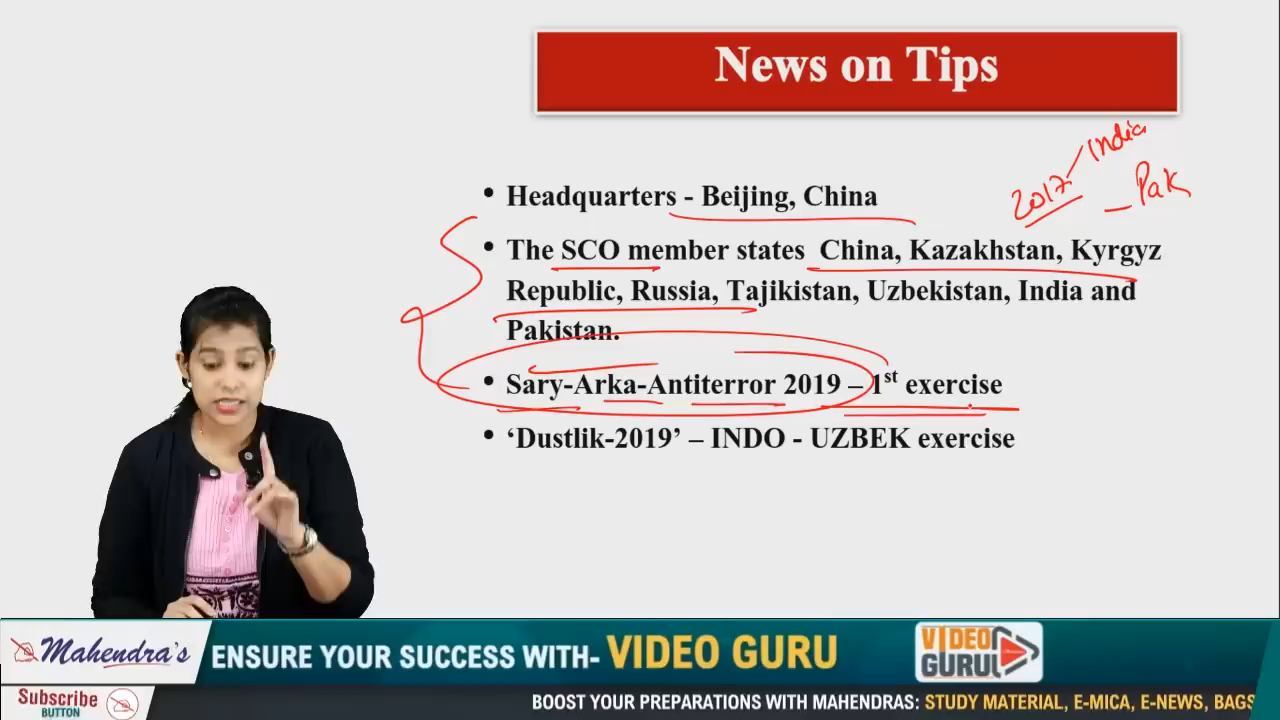 News on Tips
2017 India
Pak
• Headquarters - Beijing, China
• The SCO member states China, Kazakhstan, Kyrgyz
Republic, Russia, Tajikistan, Uzbekistan, India and
Pakistan.
• Sary-Arka-Antiterror 2019 – 1st exercise
• ‘Dustlik-2019’ – INDO - UZBEK exercise
Mahendra's
ENSURE YOUR SUCCESS WITH- VIDEO GURU
VIDEO
GURU
Subscribe
BUTTON
BOOST YOUR PREPARATIONS WITH MAHENDRAS: STUDY MATERIAL, E-MICA, E-NEWS, BAGS